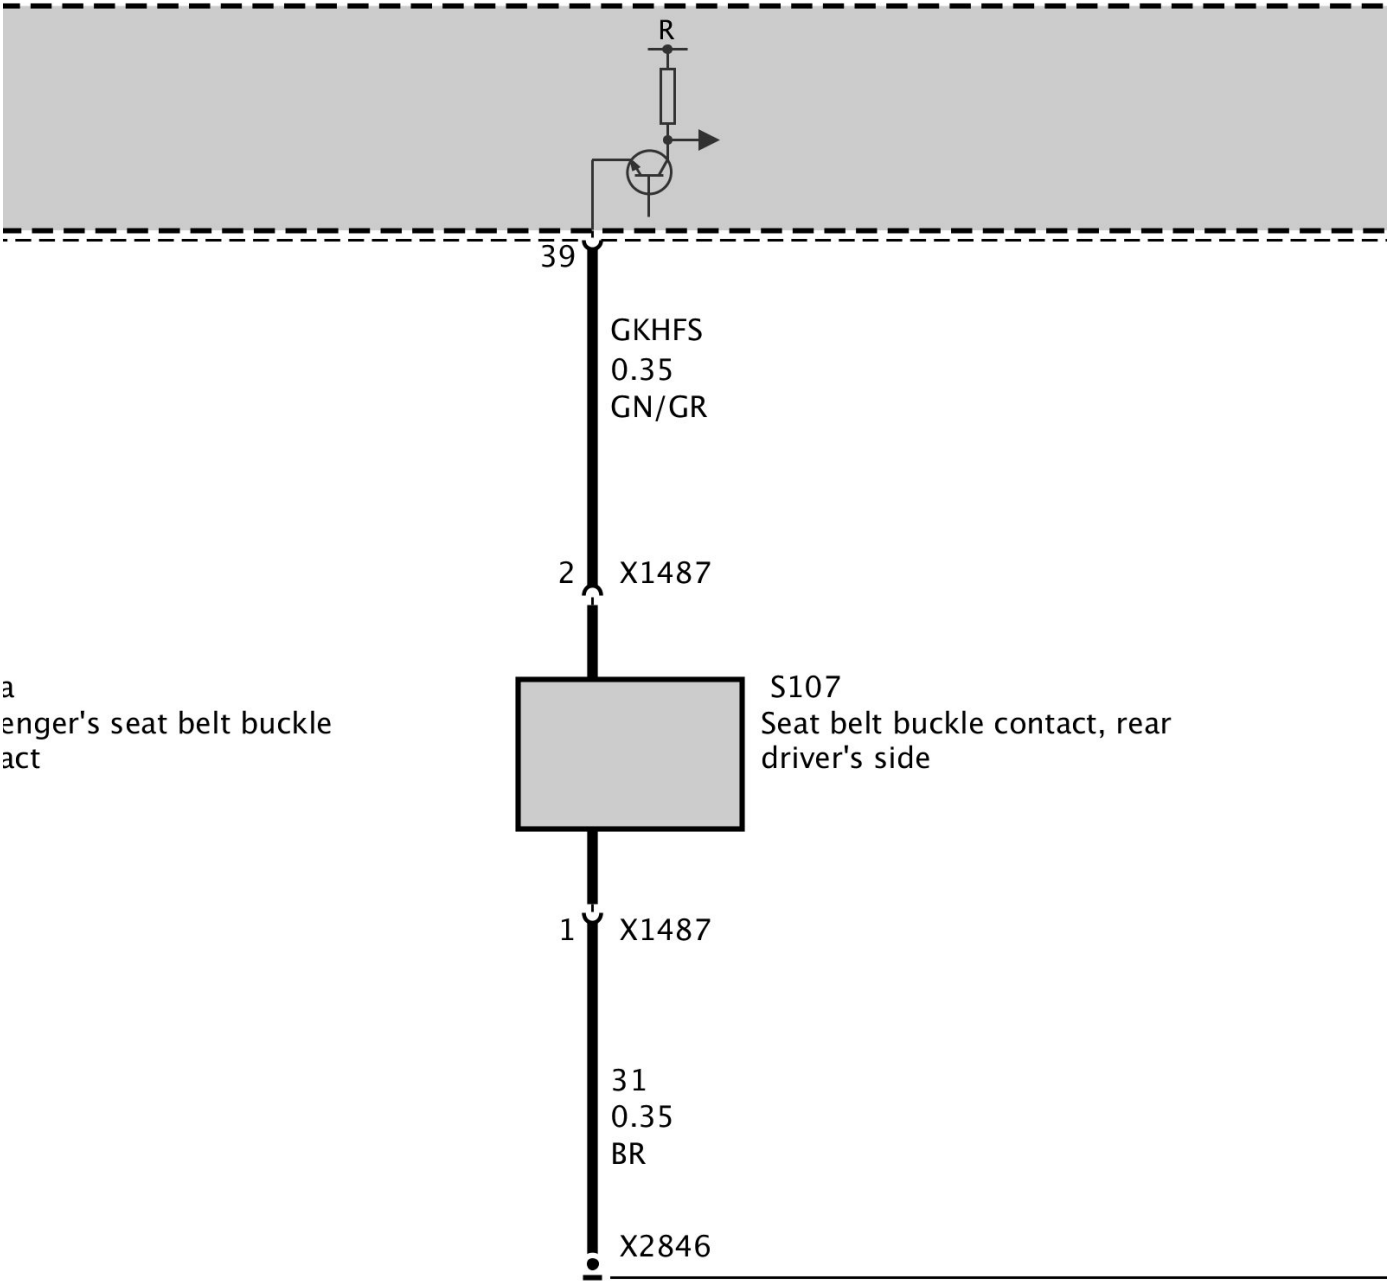 R
39
GKHFS
0.35
GN/GR
2 X1487
a
enger's seat belt buckle
act
S107
Seat belt buckle contact, rear
driver's side
1 X1487
31
0.35
BR
X2846